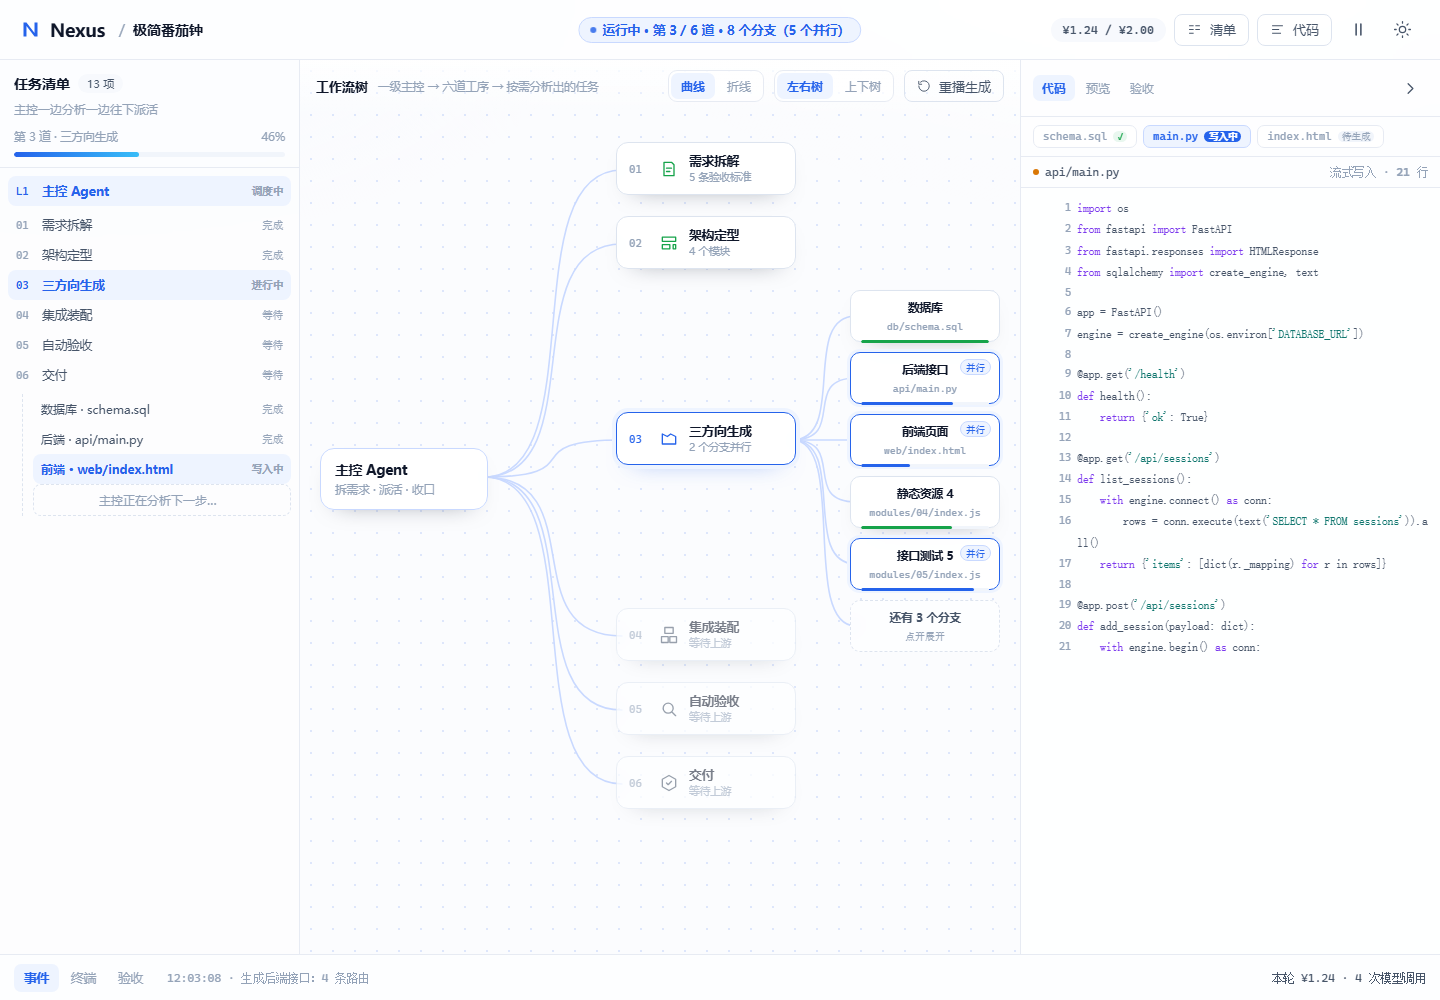 Nexus / 极简番茄钟
运行中 • 第 3 / 6 道 • 8 个分支（5 个并行）
¥1.24 / ¥2.00
清单
代码
任务清单 13 项
主控一边分析一边往下派活
第 3 道 · 三方向生成 46%
L1 主控 Agent 调度中
01 需求拆解 完成
02 架构定型 完成
03 三方向生成 进行中
04 集成装配 等待
05 自动验收 等待
06 交付 等待
数据库 · schema.sql 完成
后端 · api/main.py 完成
前端 • web/index.html 写入中
主控正在分析下一步...
工作流树 一级主控 → 六道工序 → 按需分析出的任务
曲线 折线
左右树 上下树
重播生成
主控 Agent
拆需求 · 派活 · 收口
01 需求拆解
5 条验收标准
02 架构定型
4 个模块
03 三方向生成
2 个分支并行
04 集成装配
等待上游
05 自动验收
等待上游
06 交付
等待上游
数据库
db/schema.sql
后端接口 并行
api/main.py
前端页面 并行
web/index.html
静态资源 4
modules/04/index.js
接口测试 5 并行
modules/05/index.js
还有 3 个分支
点开展开
代码 预览 验收
schema.sql ✓
main.py 写入中
index.html 待生成
api/main.py 流式写入 · 21 行
1 import os
2 from fastapi import FastAPI
3 from fastapi.responses import HTMLResponse
4 from sqlalchemy import create_engine, text
5
6 app = FastAPI()
7 engine = create_engine(os.environ["DATABASE_URL"])
8
9 @app.get("/health")
10 def health():
11 return {"ok": True}
12
13 @app.get("/api/sessions")
14 def list_sessions():
15 with engine.connect() as conn:
16 rows = conn.execute(text("SELECT * FROM sessions")).a
ll()
17 return {"items": [dict(r._mapping) for r in rows]}
18
19 @app.post("/api/sessions")
20 def add_session(payload: dict):
21 with engine.begin() as conn:
事件 终端 验收 12:03:08 · 生成后端接口: 4 条路由
本轮 ¥1.24 · 4 次模型调用